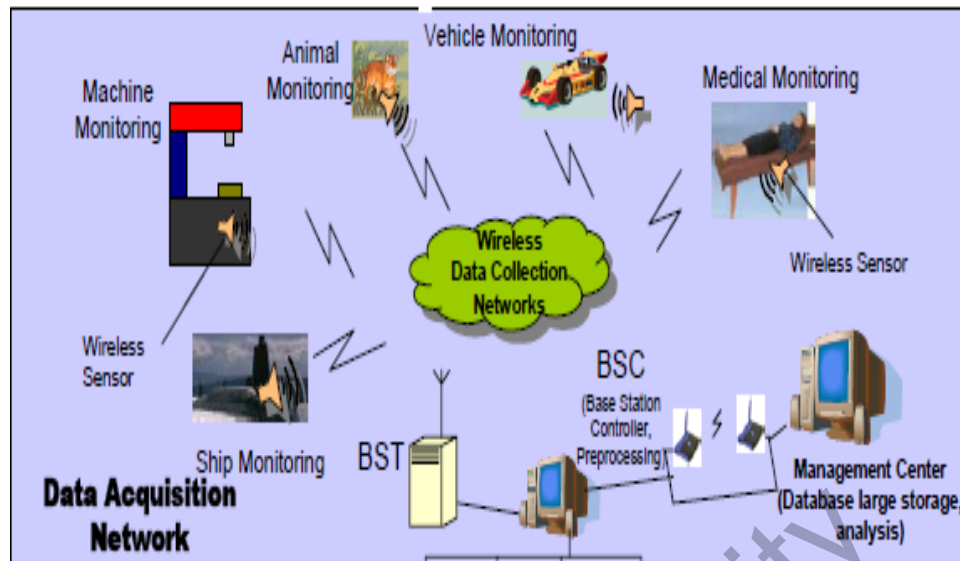 Vehicle Monitoring
Animal
Monitoring
Medical Monitoring
Machine
Monitoring
Wireless
Data Collection
Networks
Wireless Sensor
Wireless
Sensor
BSC
(Base Station
Controller,
Preprocessing)
Ship Monitoring
BST
Management Center
(Database large storage,
analysis)
Data Acquisition
Network